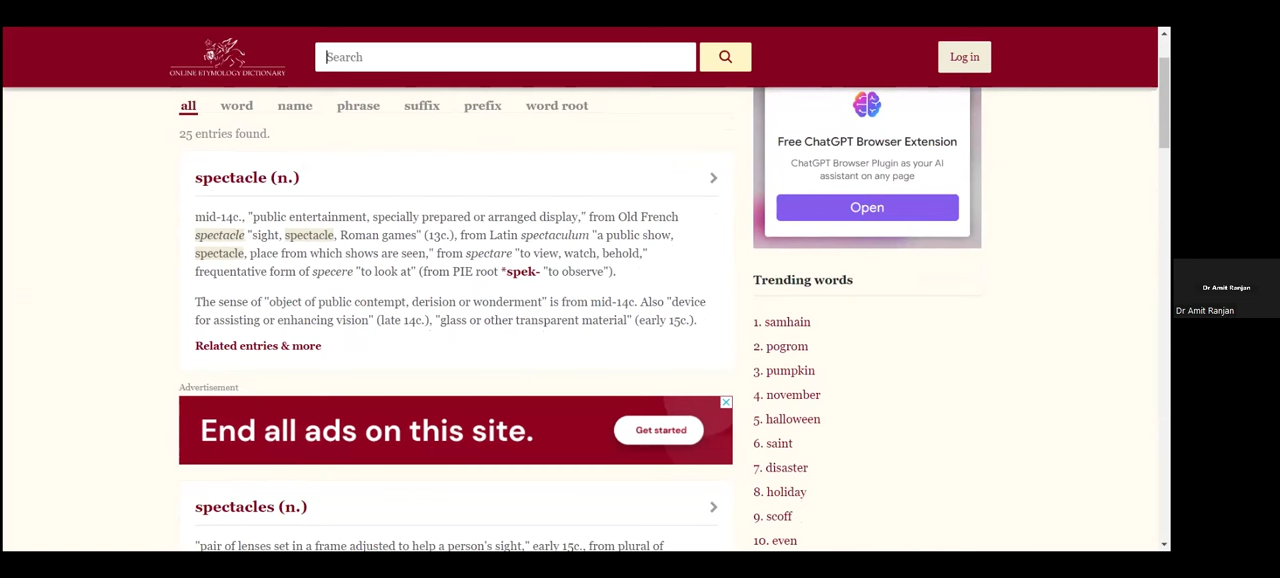 ONLINE ETYMOLOGY DICTIONARY
Search
Log in
all word name phrase suffix prefix word root
25 entries found.
spectacle (n.)
mid-14c., "public entertainment, specially prepared or arranged display," from Old French
spectacle "sight, spectacle, Roman games" (13c.), from Latin spectaculum "a public show,
spectacle, place from which shows are seen," from spectare "to view, watch, behold,"
frequentative form of specere "to look at" (from PIE root *spek- "to observe").
The sense of "object of public contempt, derision or wonderment" is from mid-14c. Also "device
for assisting or enhancing vision" (late 14c.), "glass or other transparent material" (early 15c.).
Related entries & more
Advertisement
End all ads on this site.
Get started
spectacles (n.)
"pair of lenses set in a frame adjusted to help a person's sight," early 15c., from plural of
Free ChatGPT Browser Extension
ChatGPT Browser Plugin as your AI
assistant on any page
Open
Trending words
1. samhain
2. pogrom
3. pumpkin
4. november
5. halloween
6. saint
7. disaster
8. holiday
9. scoff
10. even
Dr Amit Ranjan
Dr Amit Ranjan